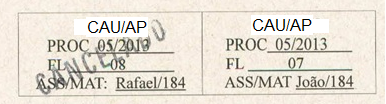 CAU/AP
PROC 05/2013
FL 08
ASS/MAT: Rafael/184
CANCELADO
CAU/AP
PROC 05/2013
FL 07
ASS/MAT João/184